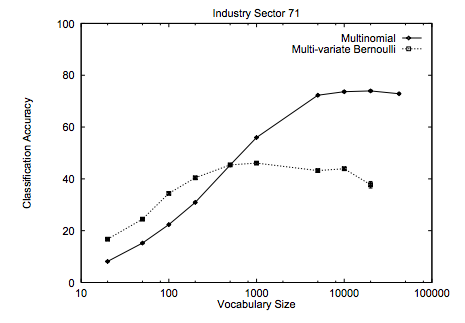 Industry Sector 71
Multinomial
Multi-variate Bernoulli
Classification Accuracy
100
80
60
40
20
0
10 100 1000 10000 100000
Vocabulary Size